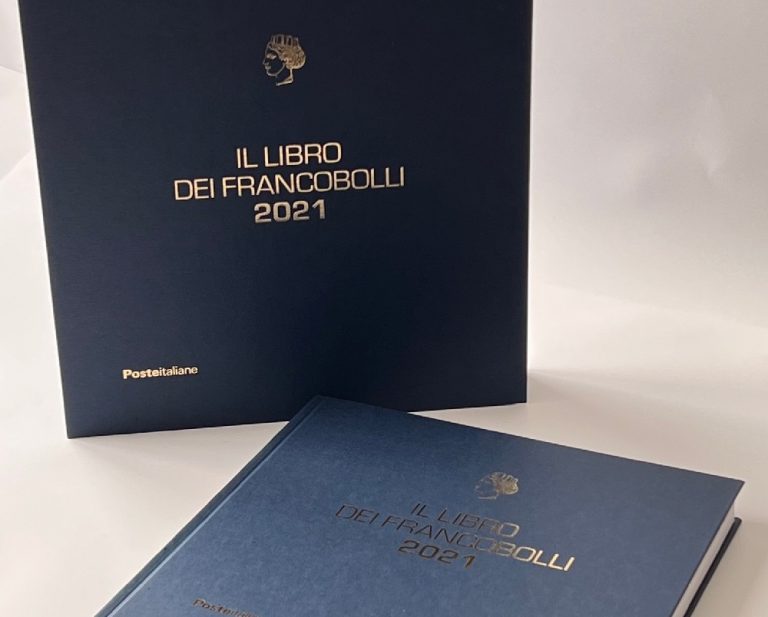 IL LIBRO
DEI FRANCOBOLLI
2021
Posteitaliane
IL LIBRO
DEI FRANCOBOLLI
2021